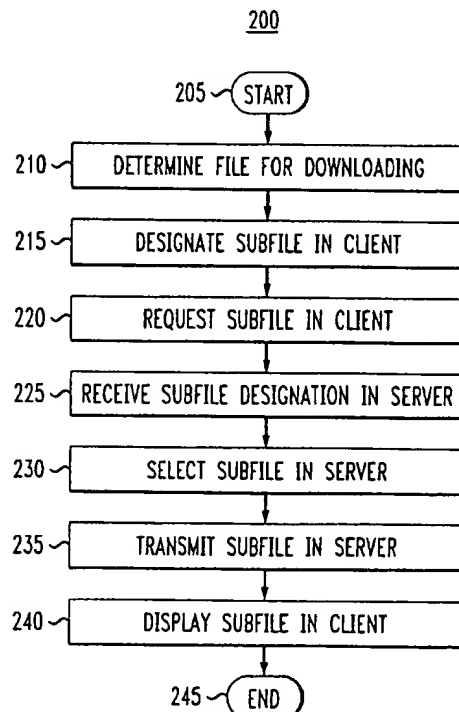 200
205 START
210 DETERMINE FILE FOR DOWNLOADING
215 DESIGNATE SUBFILE IN CLIENT
220 REQUEST SUBFILE IN CLIENT
225 RECEIVE SUBFILE DESIGNATION IN SERVER
230 SELECT SUBFILE IN SERVER
235 TRANSMIT SUBFILE IN SERVER
240 DISPLAY SUBFILE IN CLIENT
245 END